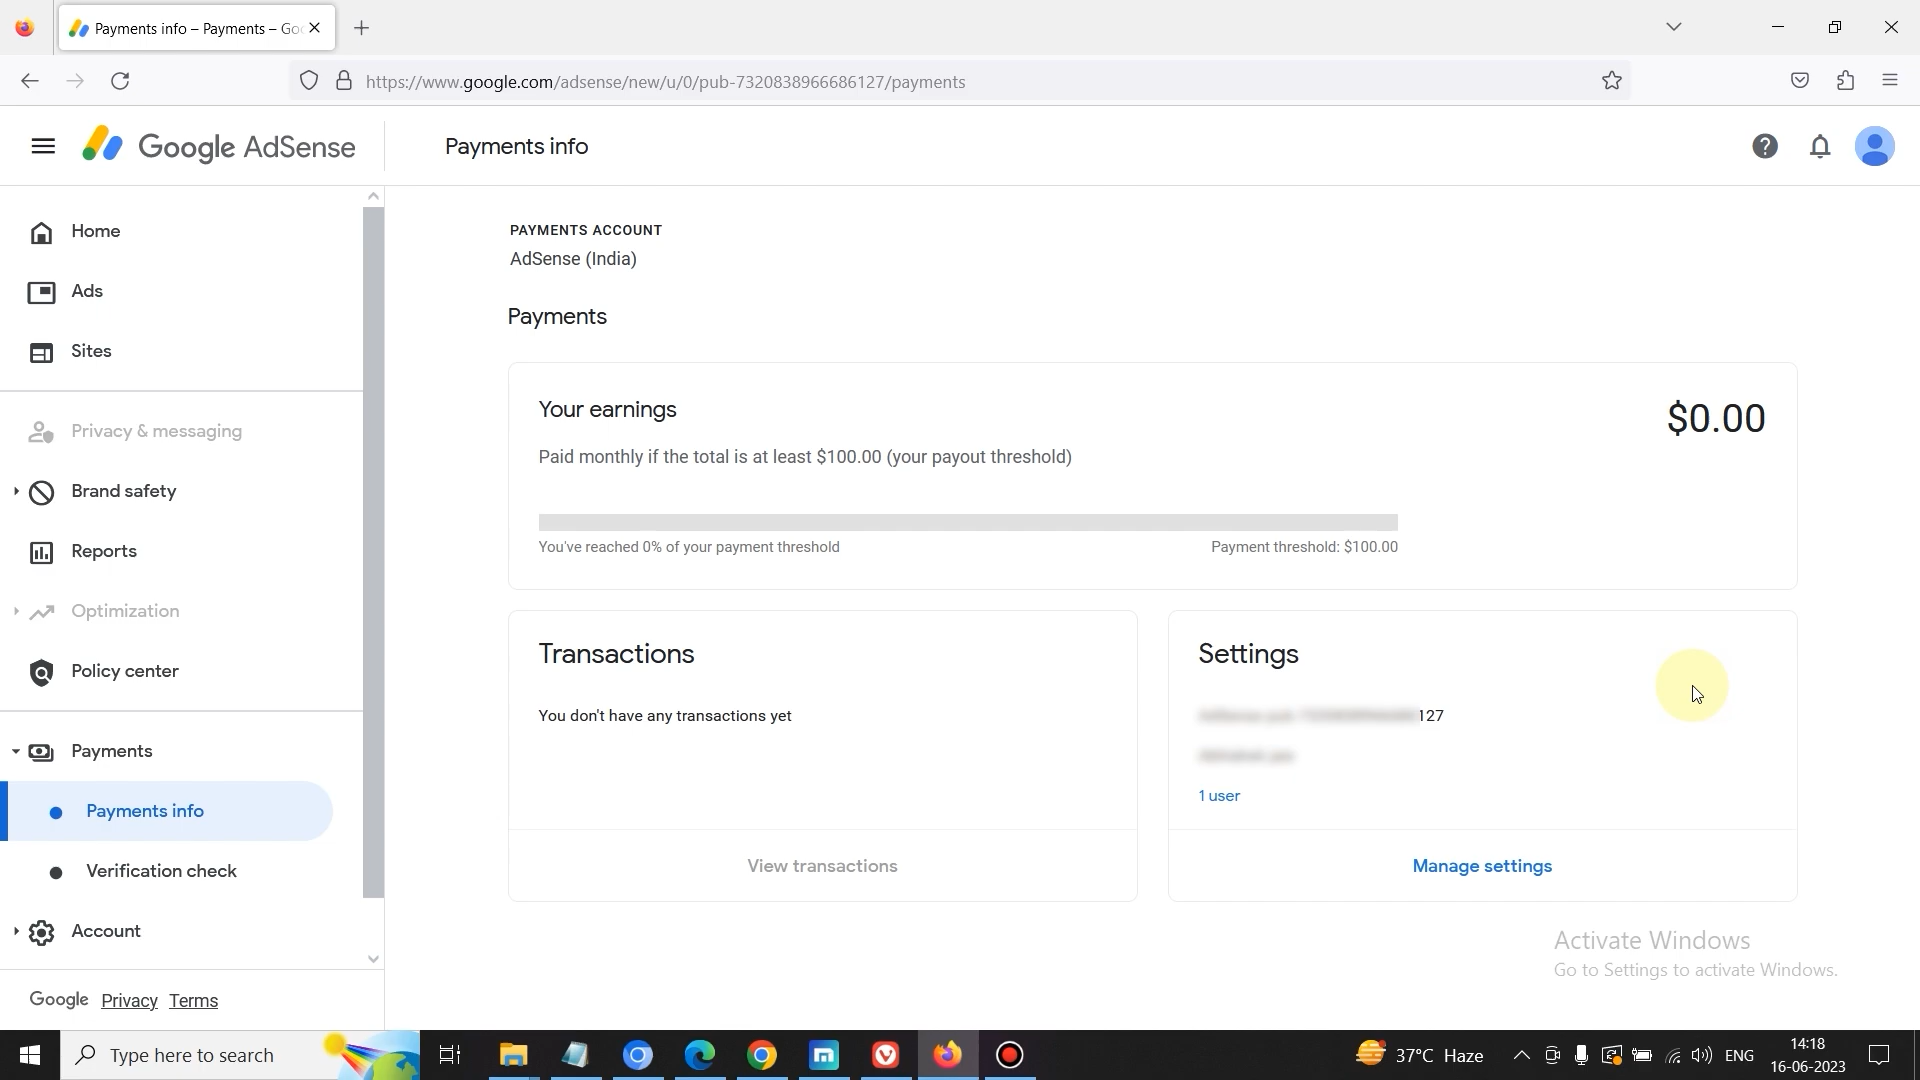 Payments info – Payments – Goo
https://www.google.com/adsense/new/u/0/pub-7320838966686127/payments
Google AdSense
Payments info
Home
Ads
Sites
Privacy & messaging
Brand safety
Reports
Optimization
Policy center
Payments
Payments info
Verification check
Account
Google Privacy Terms
PAYMENTS ACCOUNT
AdSense (India)
Payments
Your earnings
$0.00
Paid monthly if the total is at least $100.00 (your payout threshold)
You've reached 0% of your payment threshold
Payment threshold: $100.00
Transactions
You don't have any transactions yet
View transactions
Settings
127
1 user
Manage settings
Activate Windows
Go to Settings to activate Windows.
Type here to search
37°C Haze
ENG
14:18
16-06-2023